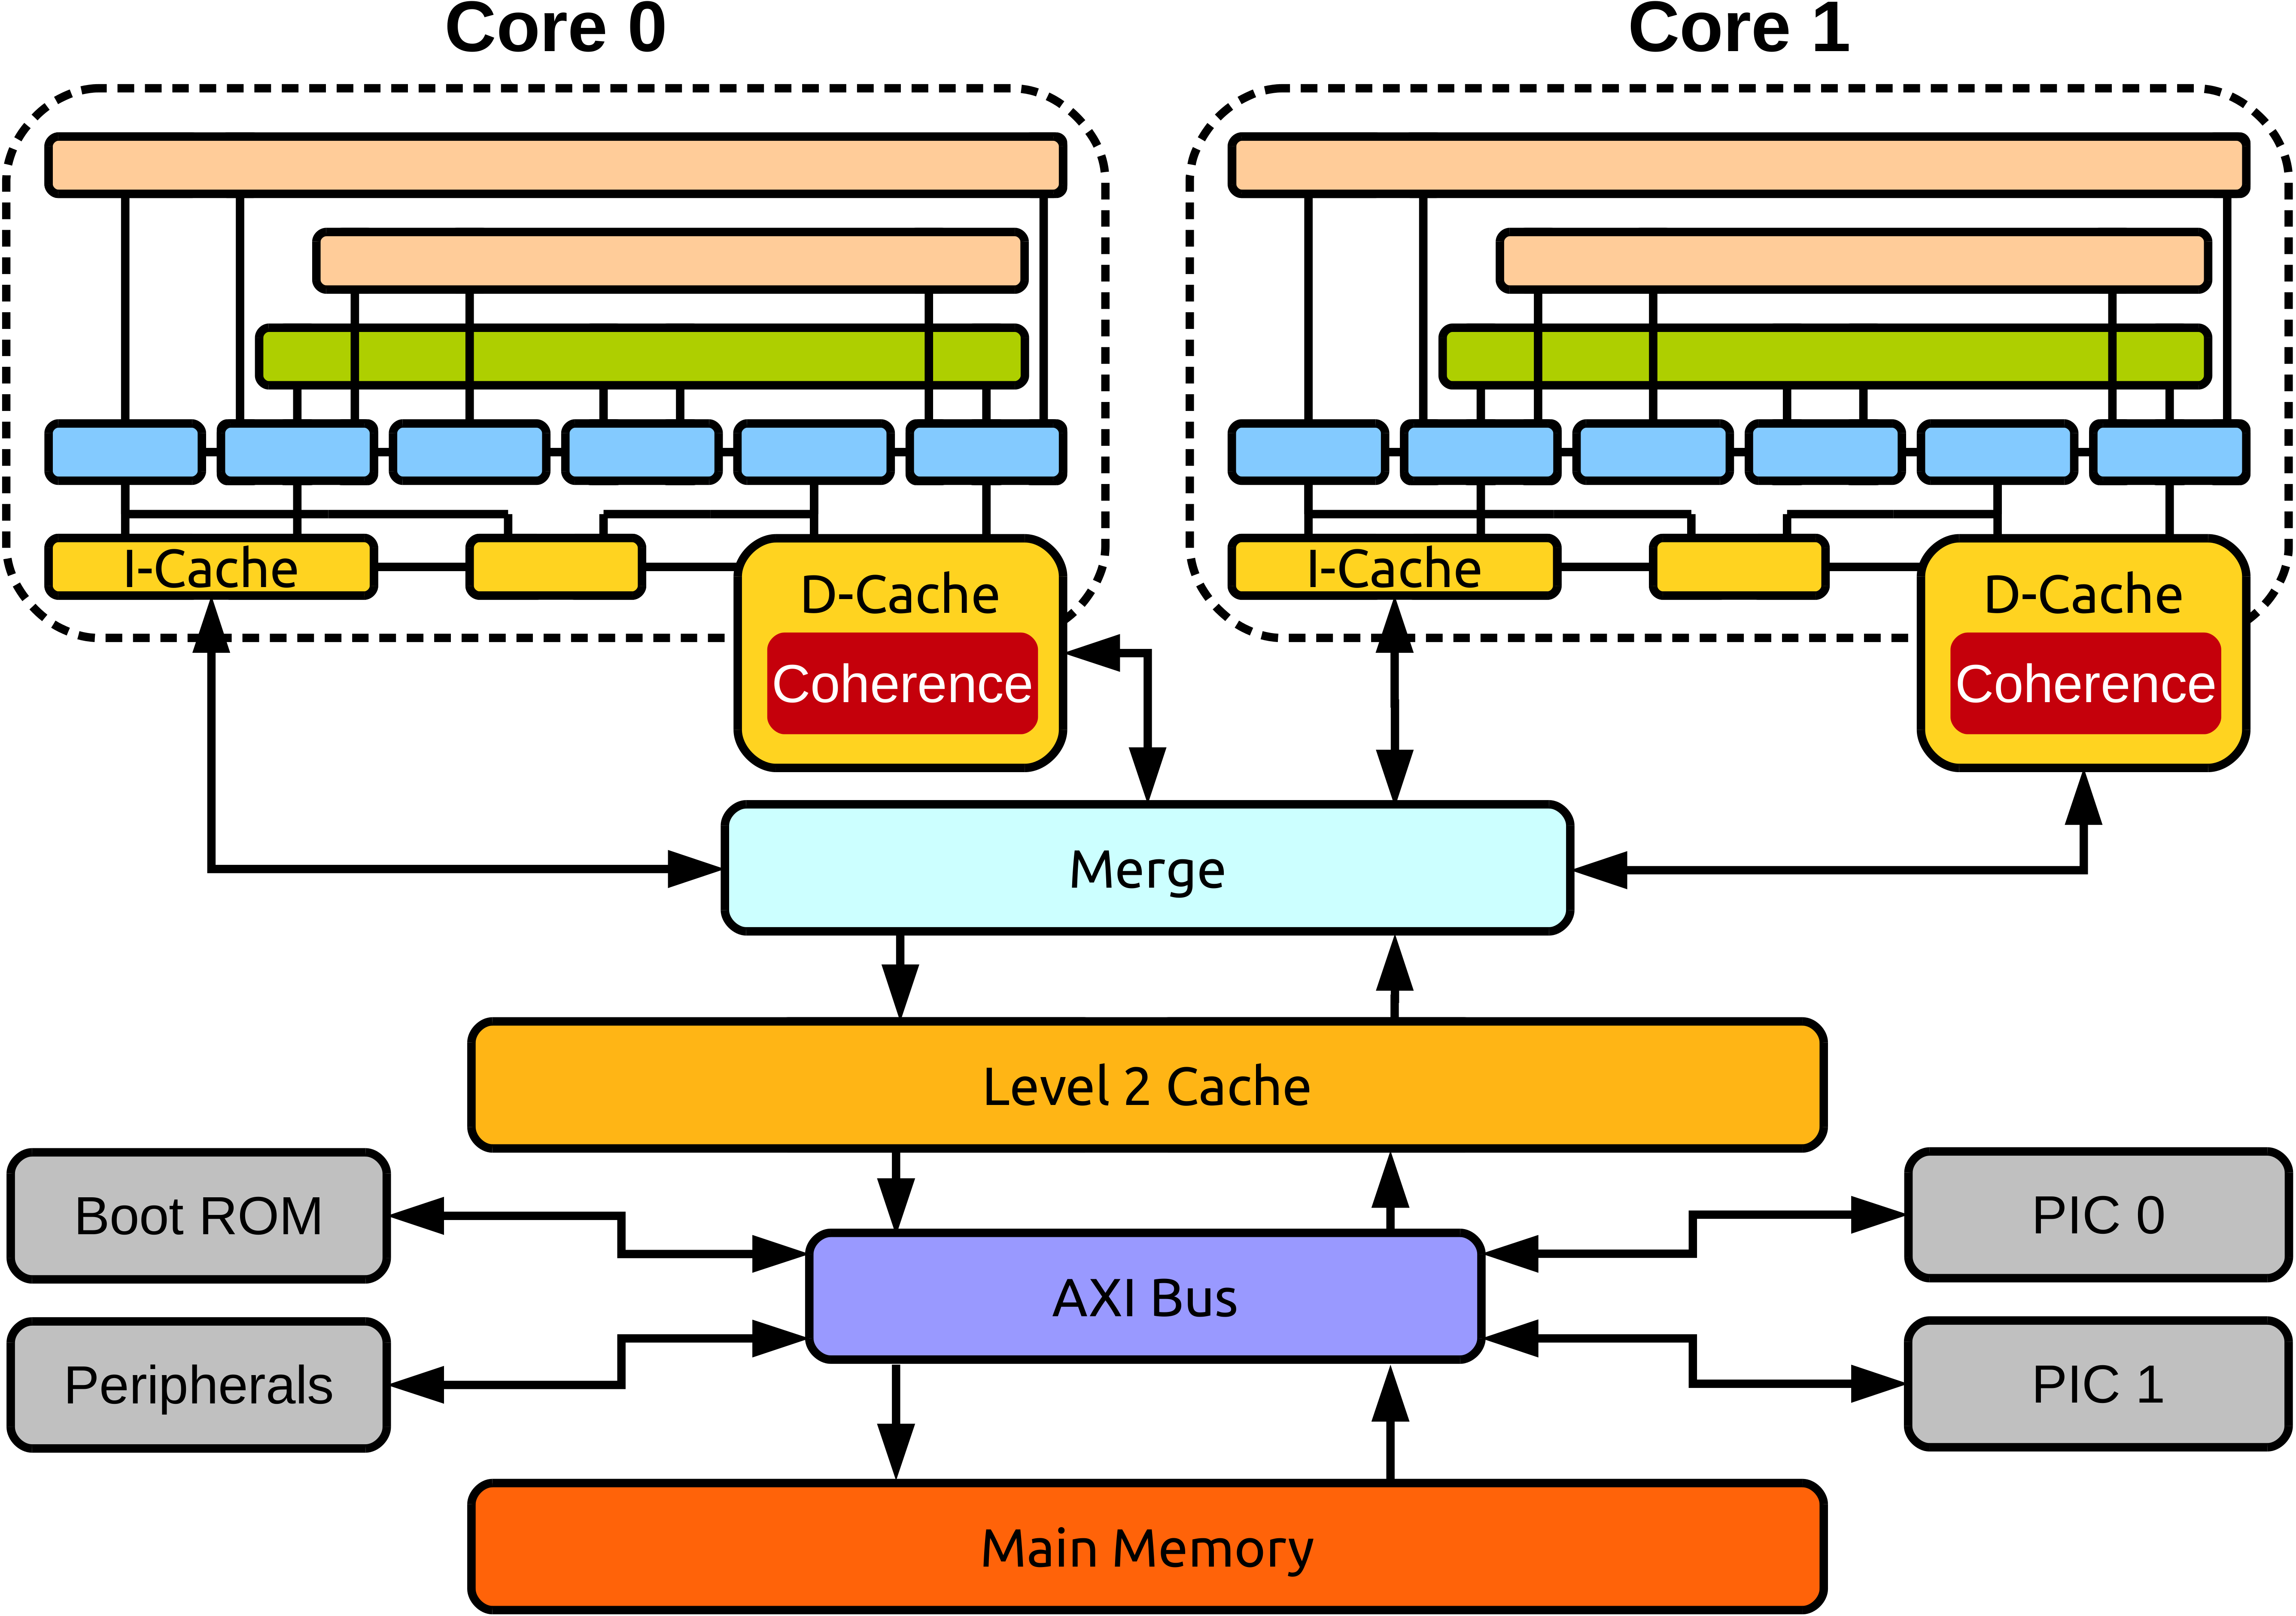 Core 0
Core 1
I-Cache
D-Cache
Coherence
I-Cache
D-Cache
Coherence
Merge
Level 2 Cache
Boot ROM
PIC 0
AXI Bus
Peripherals
PIC 1
Main Memory